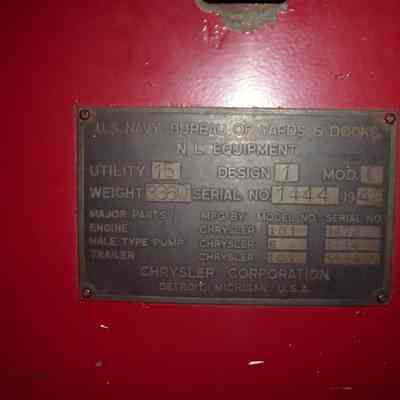 U.S. NAVY BUREAU OF YARDS & DOCKS
N L EQUIPMENT
UTILITY 15 DESIGN 1 MOD.
WEIGHT 3350 SERIAL NO 1444 19
MAJOR PARTS MFG BY MODEL NO. SERIAL NO.
ENGINE CHRYSLER
HALE TYPE PUMP CHRYSLER
TRAILER CHRYSLER
CHRYSLER CORPORATION
DETROIT, MICHIGAN, U.S.A.